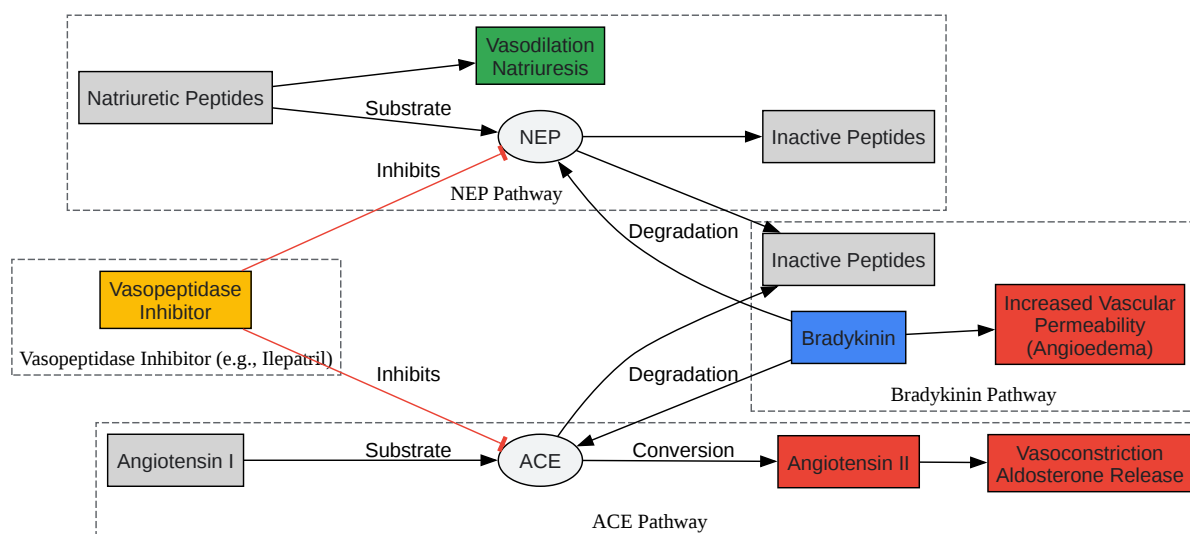 Vasodilation
Natriuresis
Natriuretic Peptides
Substrate
NEP
Inactive Peptides
Inhibits
NEP Pathway
Degradation
Inactive Peptides
Vasopeptidase
Inhibitor
Vasopeptidase Inhibitor (e.g., Ilepatril)
Increased Vascular
Permeability
(Angioedema)
Bradykinin
Inhibits
Degradation
Bradykinin Pathway
Angiotensin I
Substrate
ACE
Conversion
Angiotensin II
Vasoconstriction
Aldosterone Release
ACE Pathway